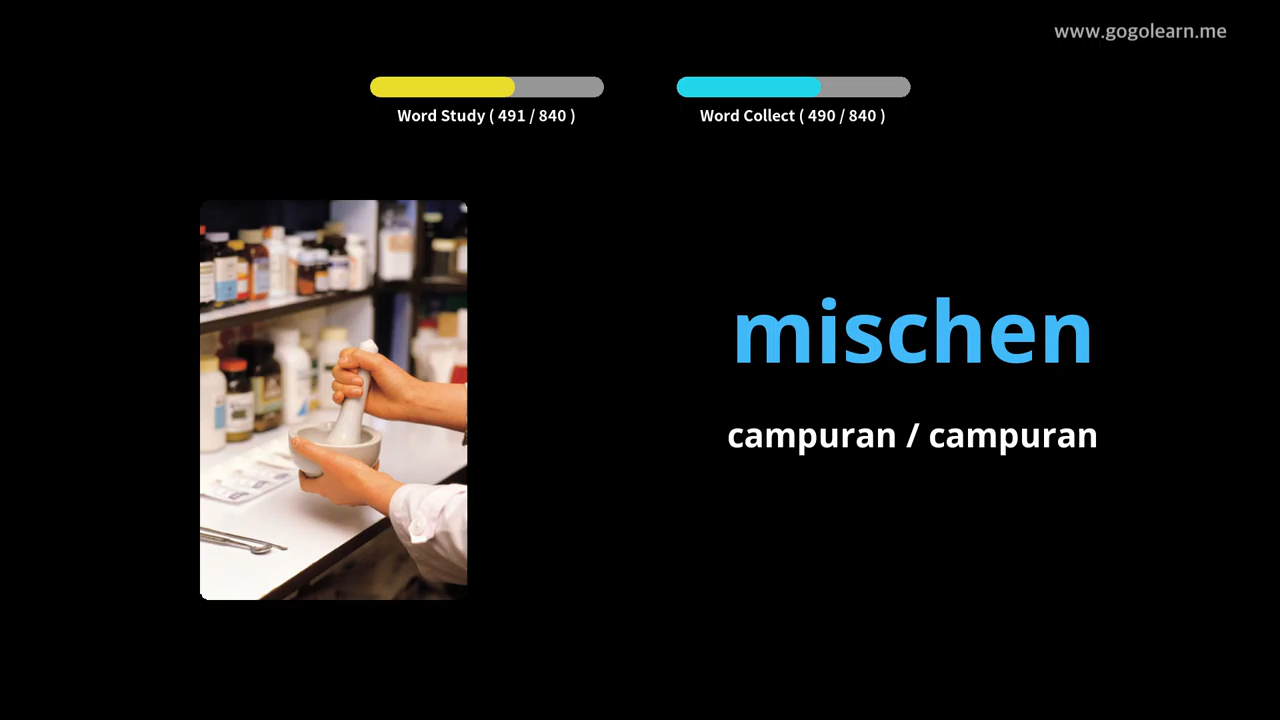 www.gogolearn.me
Word Study ( 491 / 840 )
Word Collect ( 490 / 840 )
mischen
campuran / campuran